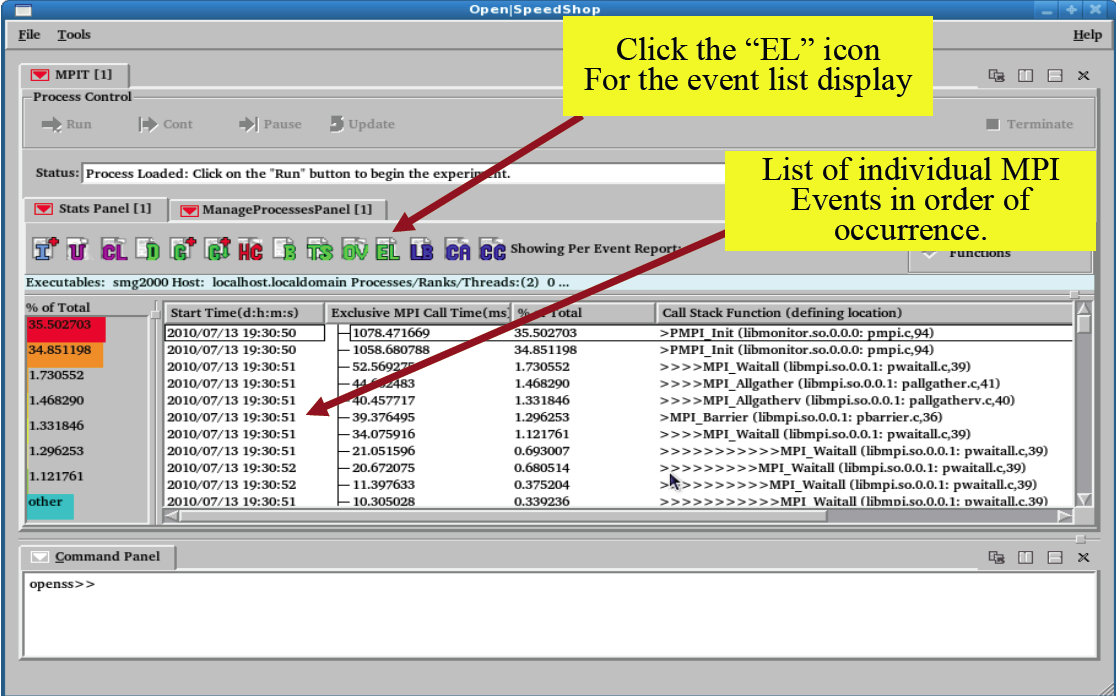 Open|SpeedShop
File Tools Help
Click the “EL” icon
For the event list display
MPIT [1]
Process Control
Run Cont Pause Update Terminate
Status: Process Loaded: Click on the "Run" button to begin the experiment.
List of individual MPI
Events in order of
occurrence.
Stats Panel [1] ManageProcessesPanel [1]
I U CL D C C HC B TS OV EL LB CA CC Showing Per Event Report: Functions
Executables: smg2000 Host: localhost.localdomain Processes/Ranks/Threads:(2) 0 ...
% of Total
35.502703
34.851198
1.730552
1.468290
1.331846
1.296253
1.121761
other
Start Time(d:h:m:s) Exclusive MPI Call Time(ms) % of Total Call Stack Function (defining location)
2010/07/13 19:30:50 1078.471669 35.502703 >PMPI_Init (libmonitor.so.0.0.0: pmpi.c,94)
2010/07/13 19:30:50 1058.680788 34.851198 >PMPI_Init (libmonitor.so.0.0.0: pmpi.c,94)
2010/07/13 19:30:51 1.730552 >>>>MPI_Waitall (libmpi.so.0.0.1: pwaitall.c,39)
2010/07/13 19:30:51 1.468290 >>>>MPI_Allgather (libmpi.so.0.0.1: pallgather.c,41)
2010/07/13 19:30:51 40.457717 1.331846 >>>>MPI_Allgatherv (libmpi.so.0.0.1: pallgatherv.c,40)
2010/07/13 19:30:51 39.376495 1.296253 >MPI_Barrier (libmpi.so.0.0.1: pbarrier.c,36)
2010/07/13 19:30:51 34.075916 1.121761 >>>>MPI_Waitall (libmpi.so.0.0.1: pwaitall.c,39)
2010/07/13 19:30:51 21.051596 0.693007 >>>>>>>>>>>MPI_Waitall (libmpi.so.0.0.1: pwaitall.c,39)
2010/07/13 19:30:52 20.672075 0.680514 >>>>>>>>>MPI_Waitall (libmpi.so.0.0.1: pwaitall.c,39)
2010/07/13 19:30:52 11.397633 0.375204 >>>>>>>>>>MPI_Waitall (libmpi.so.0.0.1: pwaitall.c,39)
2010/07/13 19:30:51 10.305028 0.339236 >>>>>>>>>>>MPI_Waitall (libmpi.so.0.0.1: pwaitall.c,39)
Command Panel
openss>>